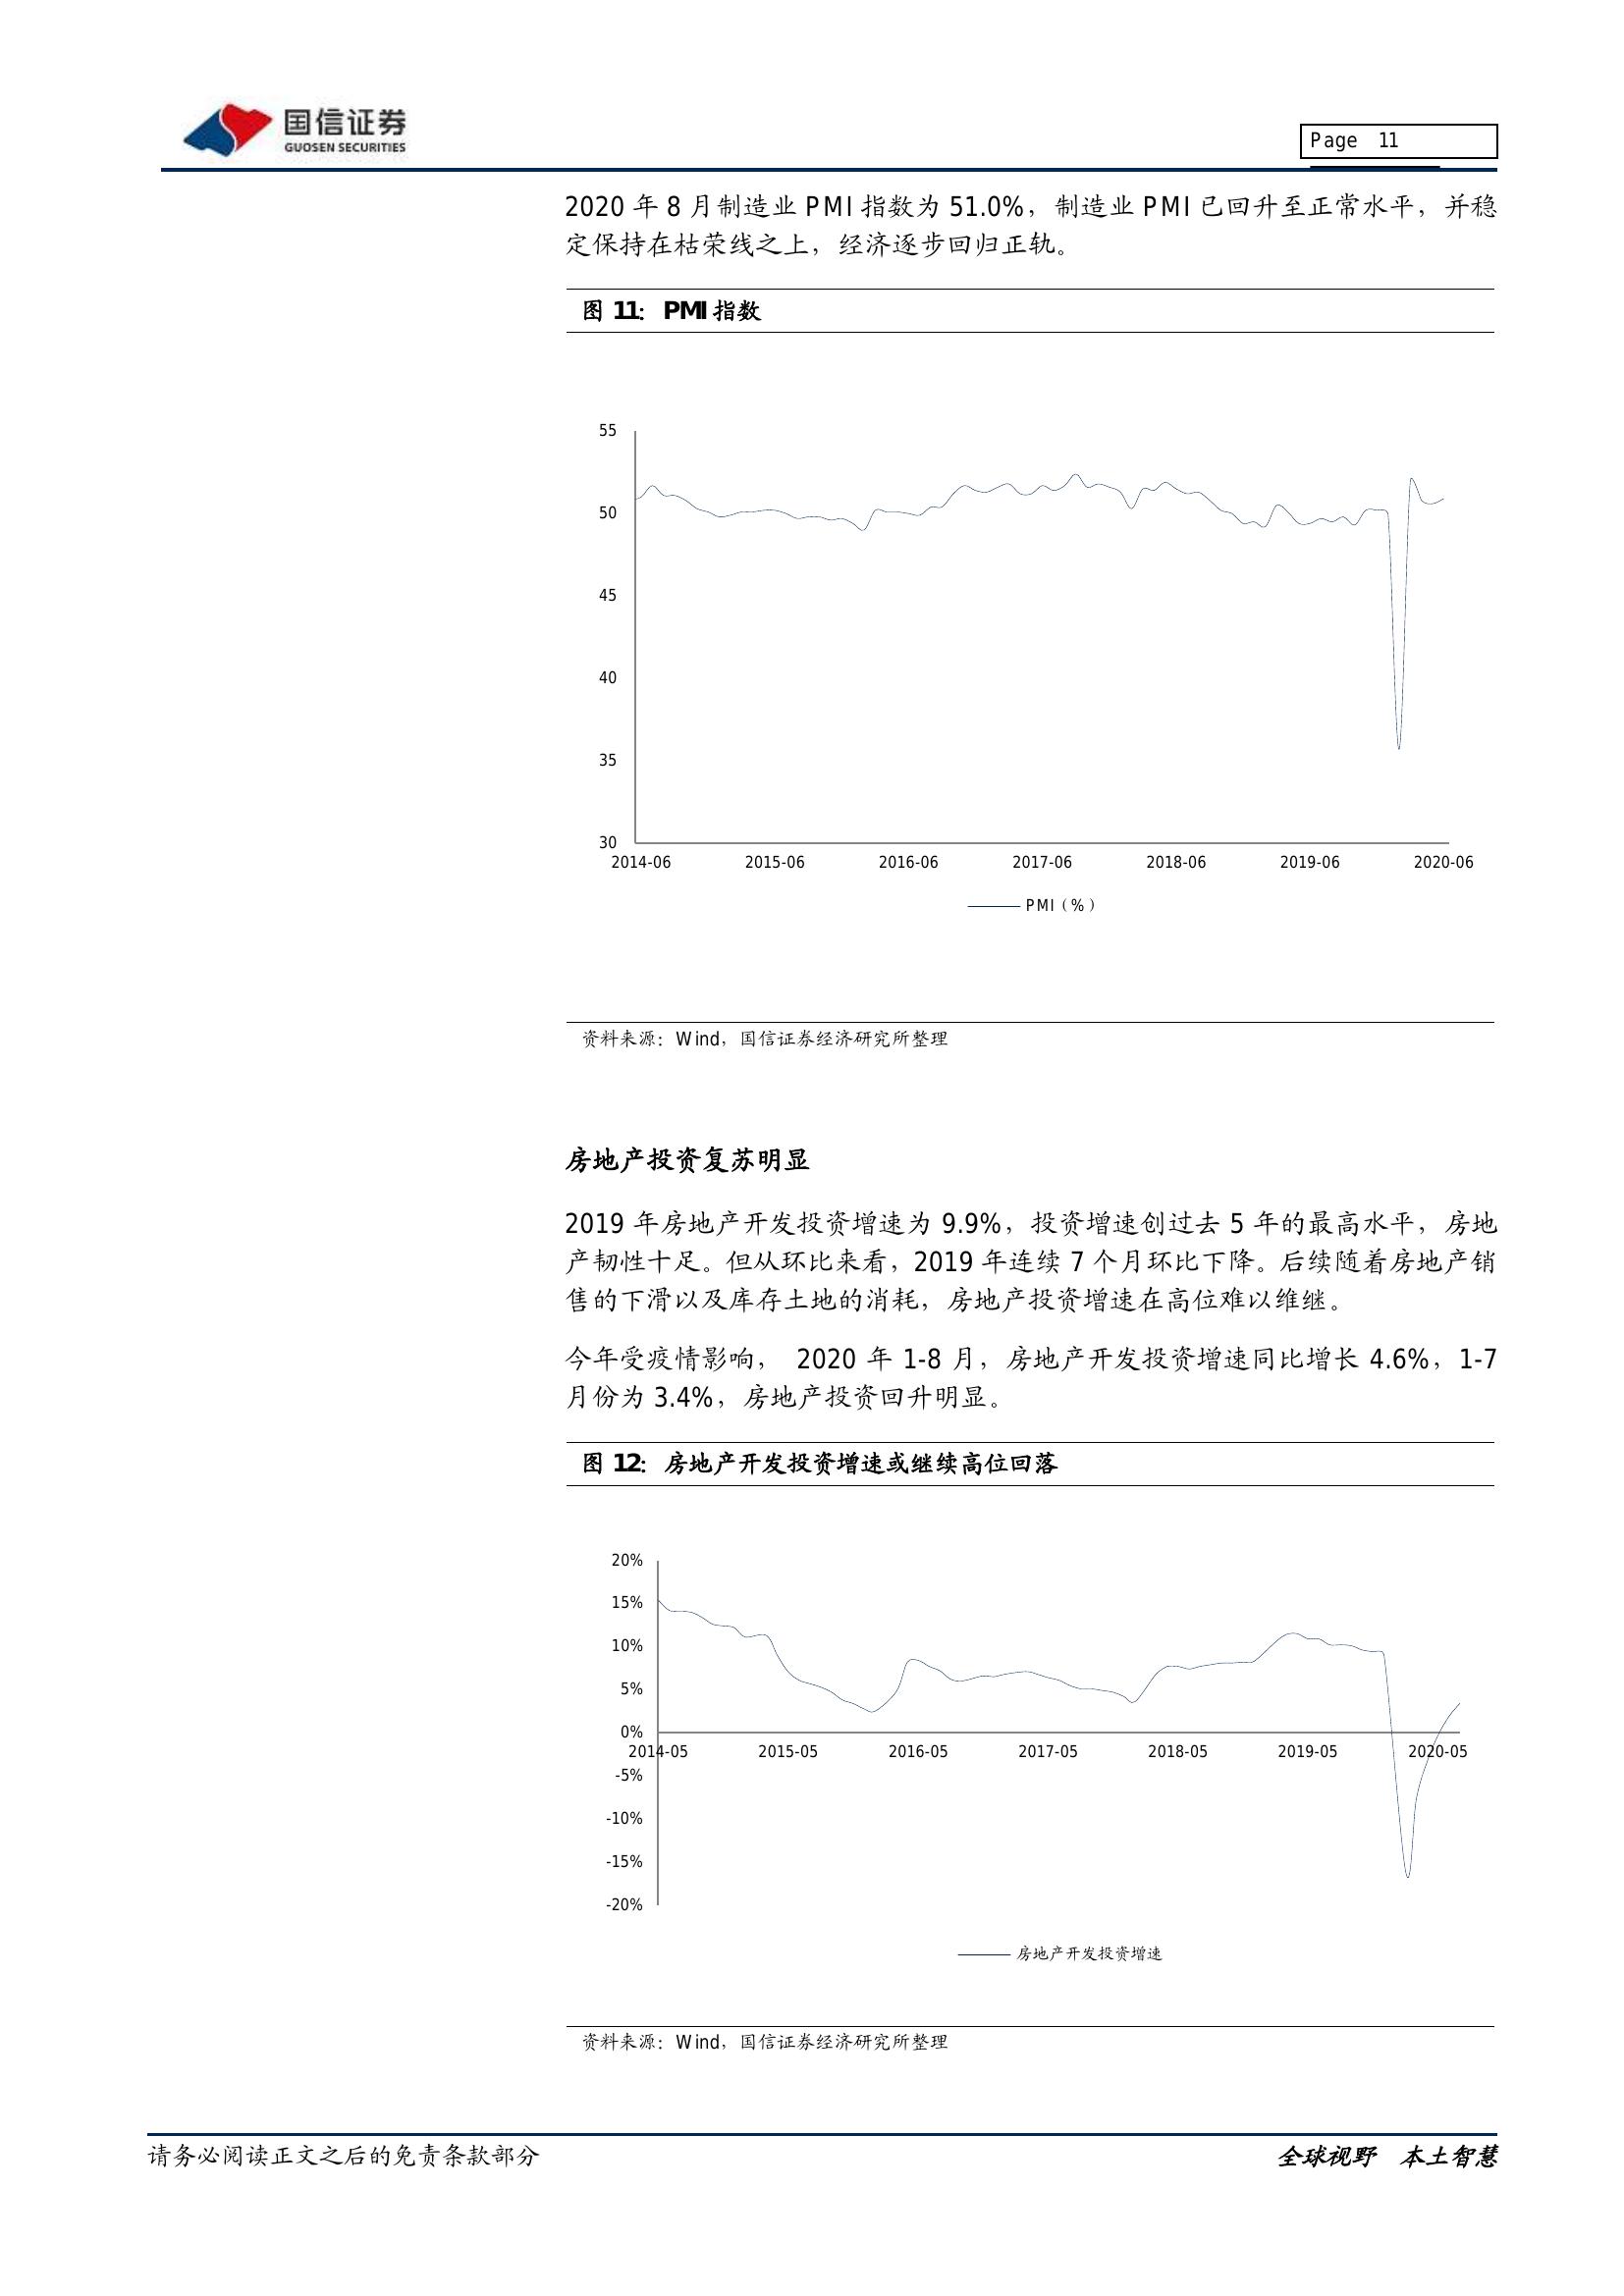 国信证券
GUOSEN SECURITIES
Page 11
2020 年 8 月制造业 PMI 指数为 51.0%，制造业 PMI 已回升至正常水平，并稳
定保持在枯荣线之上，经济逐步回归正轨。
图 11：PMI 指数
55
50
45
40
35
30
2014-06 2015-06 2016-06 2017-06 2018-06 2019-06 2020-06
PMI（%）
资料来源：Wind，国信证券经济研究所整理
房地产投资复苏明显
2019 年房地产开发投资增速为 9.9%，投资增速创过去 5 年的最高水平，房地
产韧性十足。但从环比来看，2019 年连续 7 个月环比下降。后续随着房地产销
售的下滑以及库存土地的消耗，房地产投资增速在高位难以维继。
今年受疫情影响， 2020 年 1-8 月，房地产开发投资增速同比增长 4.6%，1-7
月份为 3.4%，房地产投资回升明显。
图 12：房地产开发投资增速或继续高位回落
20%
15%
10%
5%
0%
2014-05 2015-05 2016-05 2017-05 2018-05 2019-05 2020-05
-5%
-10%
-15%
-20%
房地产开发投资增速
资料来源：Wind，国信证券经济研究所整理
请务必阅读正文之后的免责条款部分
全球视野 本土智慧